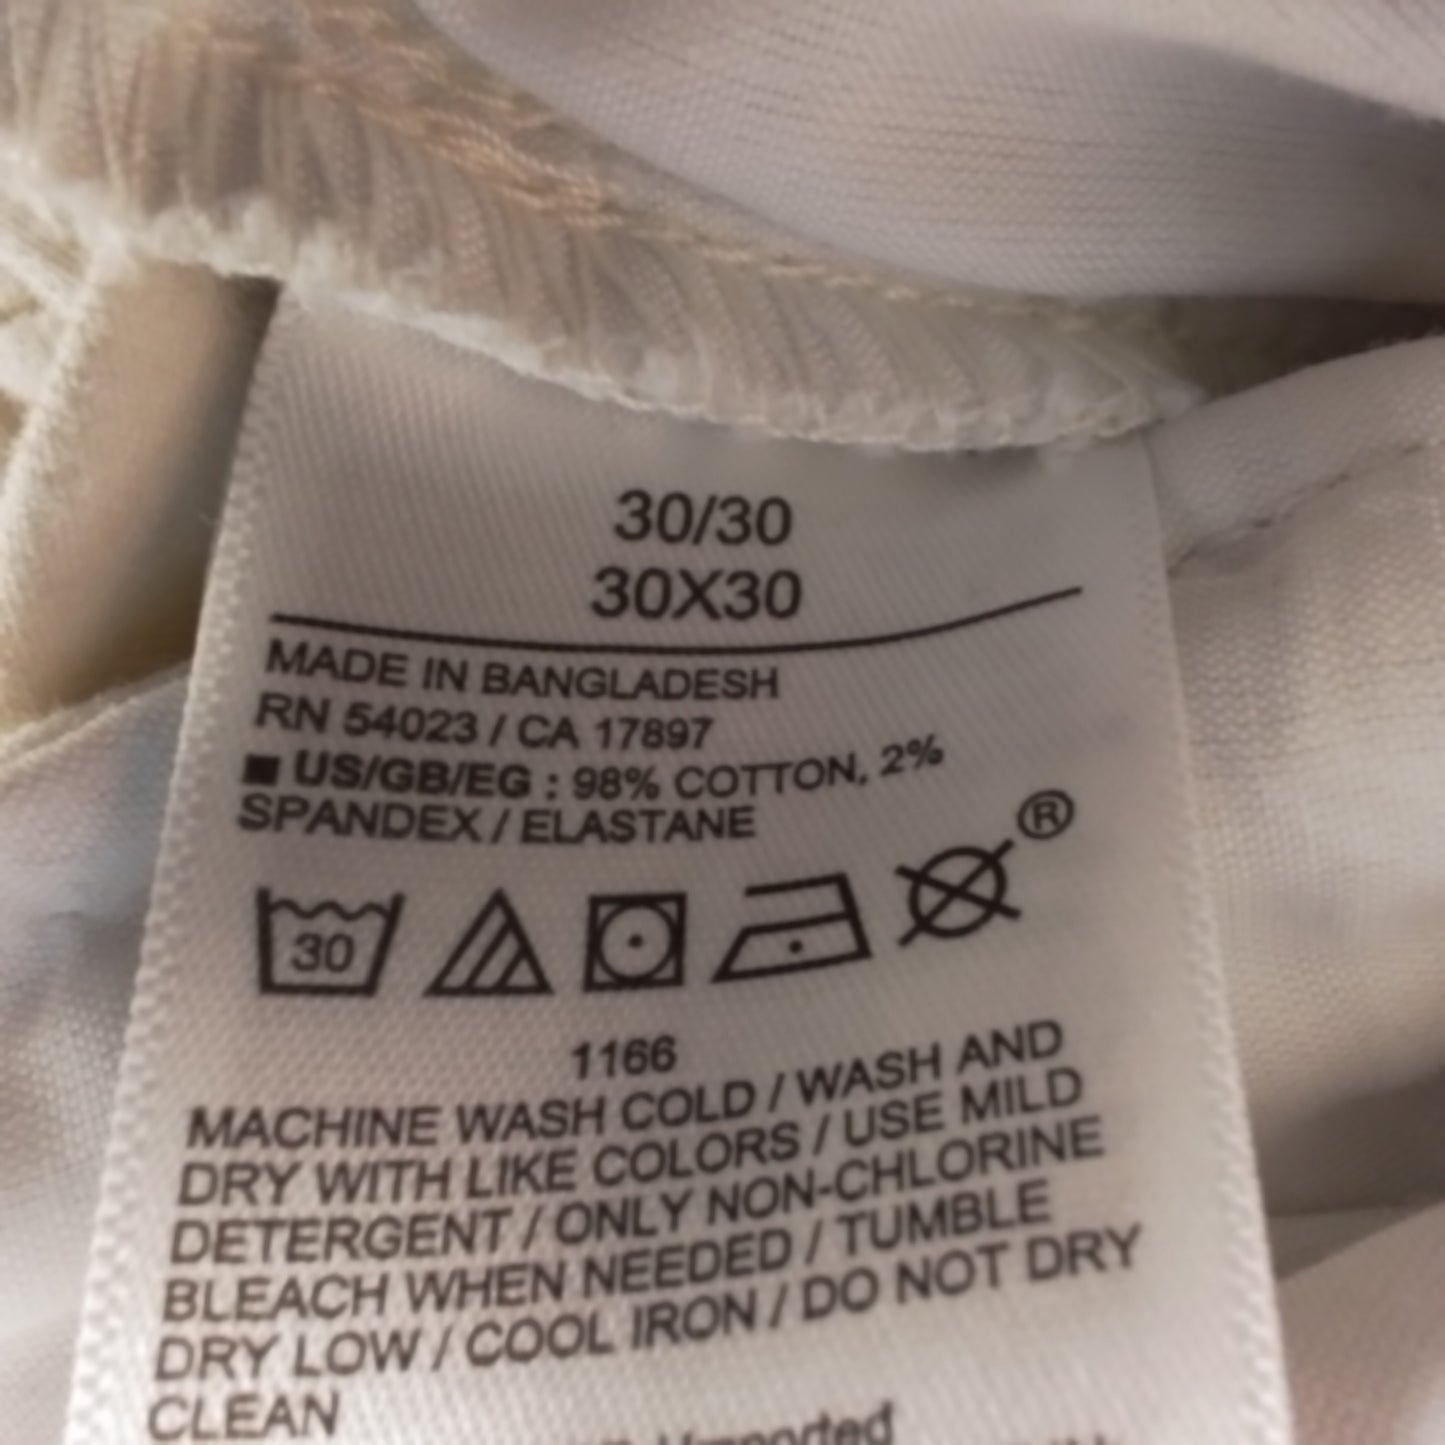 30/30
30X30
MADE IN BANGLADESH
RN 54023 / CA 17897
■ US/GB/EG : 98% COTTON, 2%
SPANDEX / ELASTANE
30
®
1166
MACHINE WASH COLD / WASH AND
DRY WITH LIKE COLORS / USE MILD
DETERGENT / ONLY NON-CHLORINE
BLEACH WHEN NEEDED / TUMBLE
DRY LOW / COOL IRON / DO NOT DRY
CLEAN